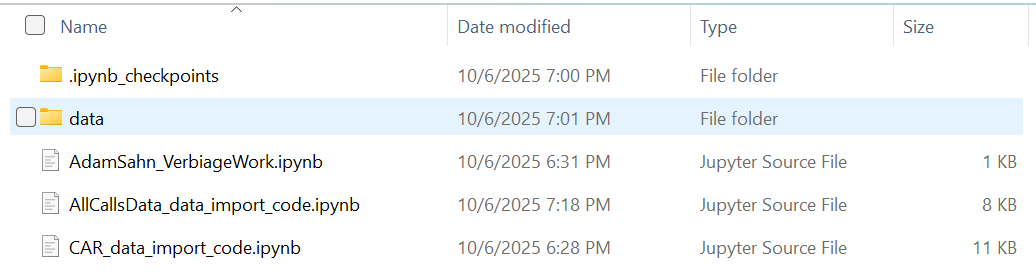 Name Date modified Type Size
.ipynb_checkpoints 10/6/2025 7:00 PM File folder
data 10/6/2025 7:01 PM File folder
AdamSahn_VerbiageWork.ipynb 10/6/2025 6:31 PM Jupyter Source File 1 KB
AllCallsData_data_import_code.ipynb 10/6/2025 7:18 PM Jupyter Source File 8 KB
CAR_data_import_code.ipynb 10/6/2025 6:28 PM Jupyter Source File 11 KB